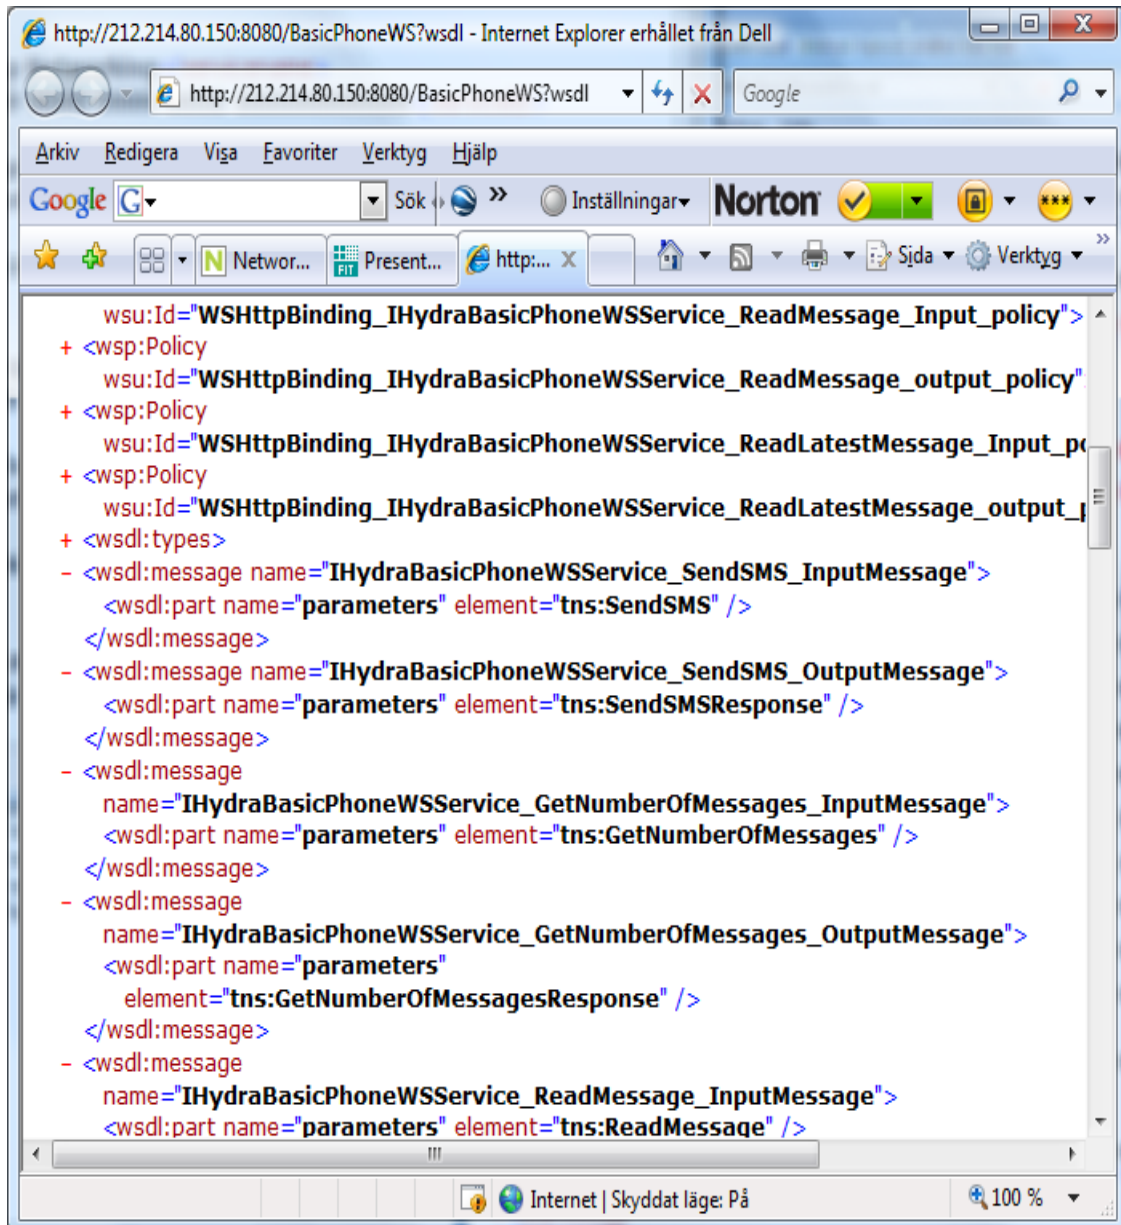 http://212.214.80.150:8080/BasicPhoneWS?wsdl - Internet Explorer erhållet från Dell
http://212.214.80.150:8080/BasicPhoneWS?wsdl Google
Arkiv Redigera Visa Favoriter Verktyg Hjälp
Google G Sök » Inställningar Norton ***
N Networ... FIT Present... http:... X Sida Verktyg »
wsu:Id="WSHttpBinding_IHydraBasicPhoneWSService_ReadMessage_Input_policy">
+ <wsp:Policy
wsu:Id="WSHttpBinding_IHydraBasicPhoneWSService_ReadMessage_output_policy"
+ <wsp:Policy
wsu:Id="WSHttpBinding_IHydraBasicPhoneWSService_ReadLatestMessage_Input_po
+ <wsp:Policy
wsu:Id="WSHttpBinding_IHydraBasicPhoneWSService_ReadLatestMessage_output_p
+ <wsdl:types>
- <wsdl:message name="IHydraBasicPhoneWSService_SendSMS_InputMessage">
<wsdl:part name="parameters" element="tns:SendSMS" />
</wsdl:message>
- <wsdl:message name="IHydraBasicPhoneWSService_SendSMS_OutputMessage">
<wsdl:part name="parameters" element="tns:SendSMSResponse" />
</wsdl:message>
- <wsdl:message
name="IHydraBasicPhoneWSService_GetNumberOfMessages_InputMessage">
<wsdl:part name="parameters" element="tns:GetNumberOfMessages" />
</wsdl:message>
- <wsdl:message
name="IHydraBasicPhoneWSService_GetNumberOfMessages_OutputMessage">
<wsdl:part name="parameters"
element="tns:GetNumberOfMessagesResponse" />
</wsdl:message>
- <wsdl:message
name="IHydraBasicPhoneWSService_ReadMessage_InputMessage">
<wsdl:part name="parameters" element="tns:ReadMessage" />
Internet | Skyddat läge: På 100 %